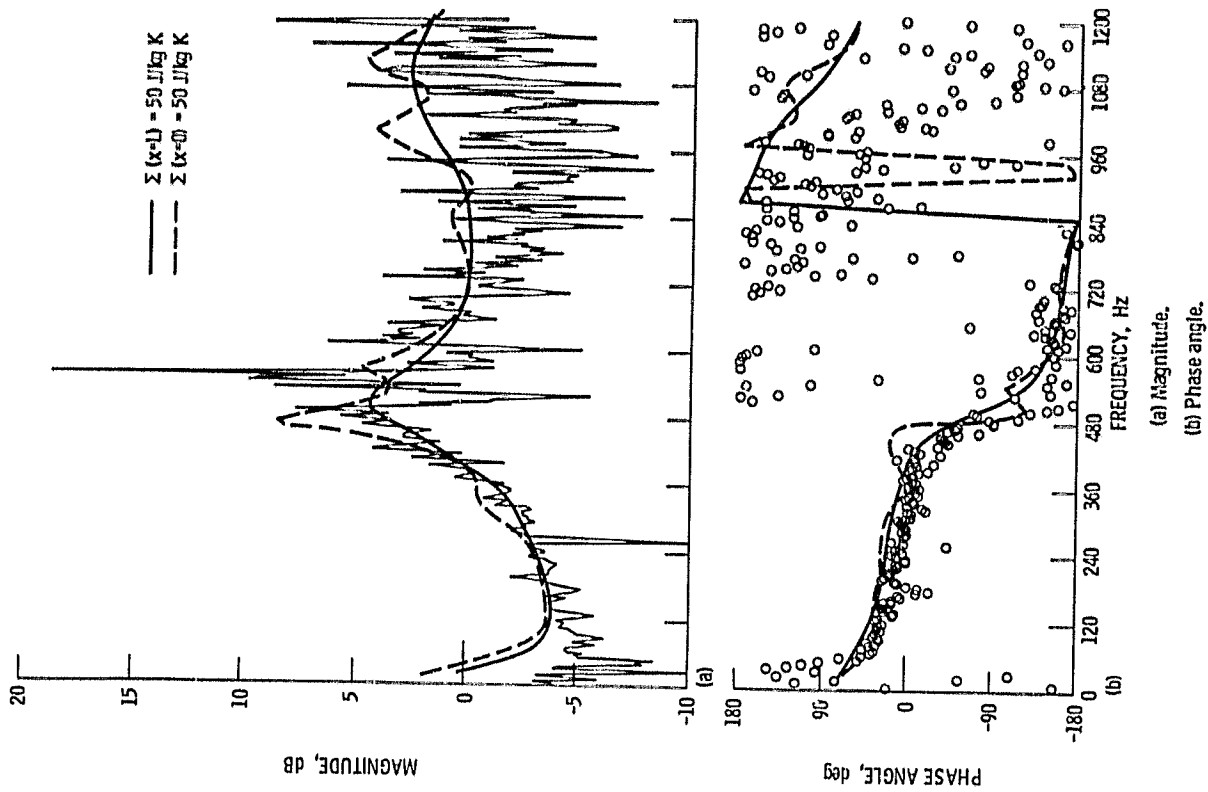 Σ (x=L) = 50 J/kg K
Σ (x=0) = 50 J/kg K
MAGNITUDE, dB
20
15
10
5
0
-5
-10
(a)
PHASE ANGLE, deg
180
90
0
-90
-180
(b)
0
120
240
360
480
600
720
840
960
1080
1200
FREQUENCY, Hz
(a) Magnitude.
(b) Phase angle.